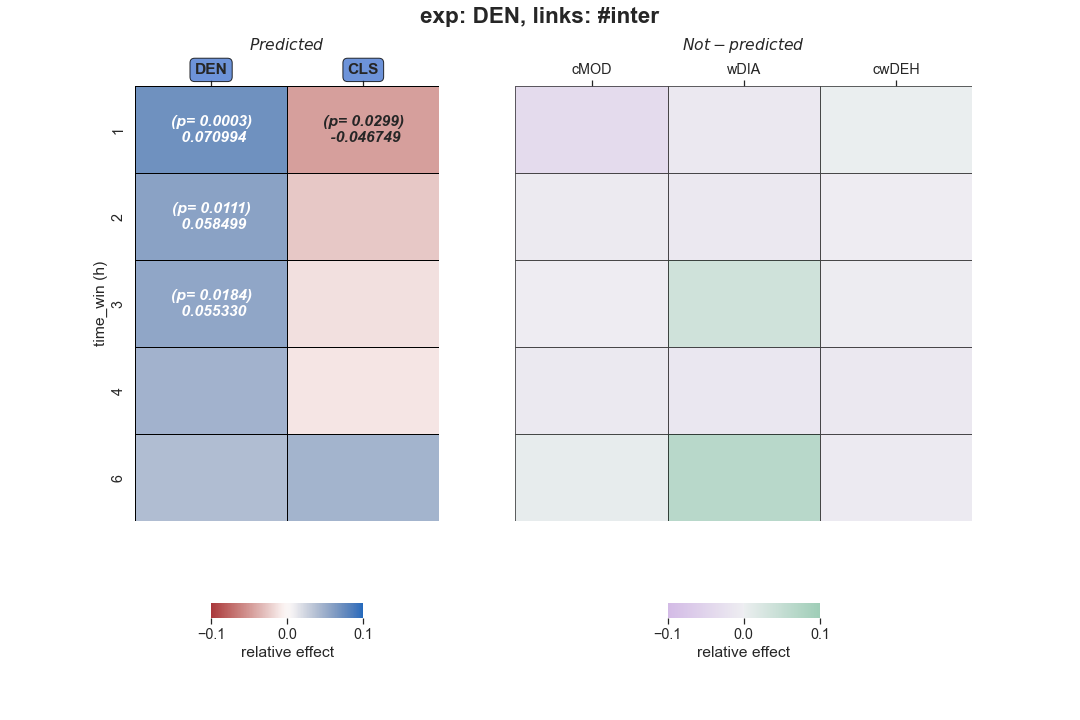 exp: DEN, links: #inter
Predicted
Not − predicted
DEN
CLS
cMOD
wDIA
cwDEH
time_win (h)
1
(p= 0.0003)
0.070994
(p= 0.0299)
-0.046749
2
(p= 0.0111)
0.058499
3
(p= 0.0184)
0.055330
4
6
−0.1
0.0
0.1
relative effect
−0.1
0.0
0.1
relative effect